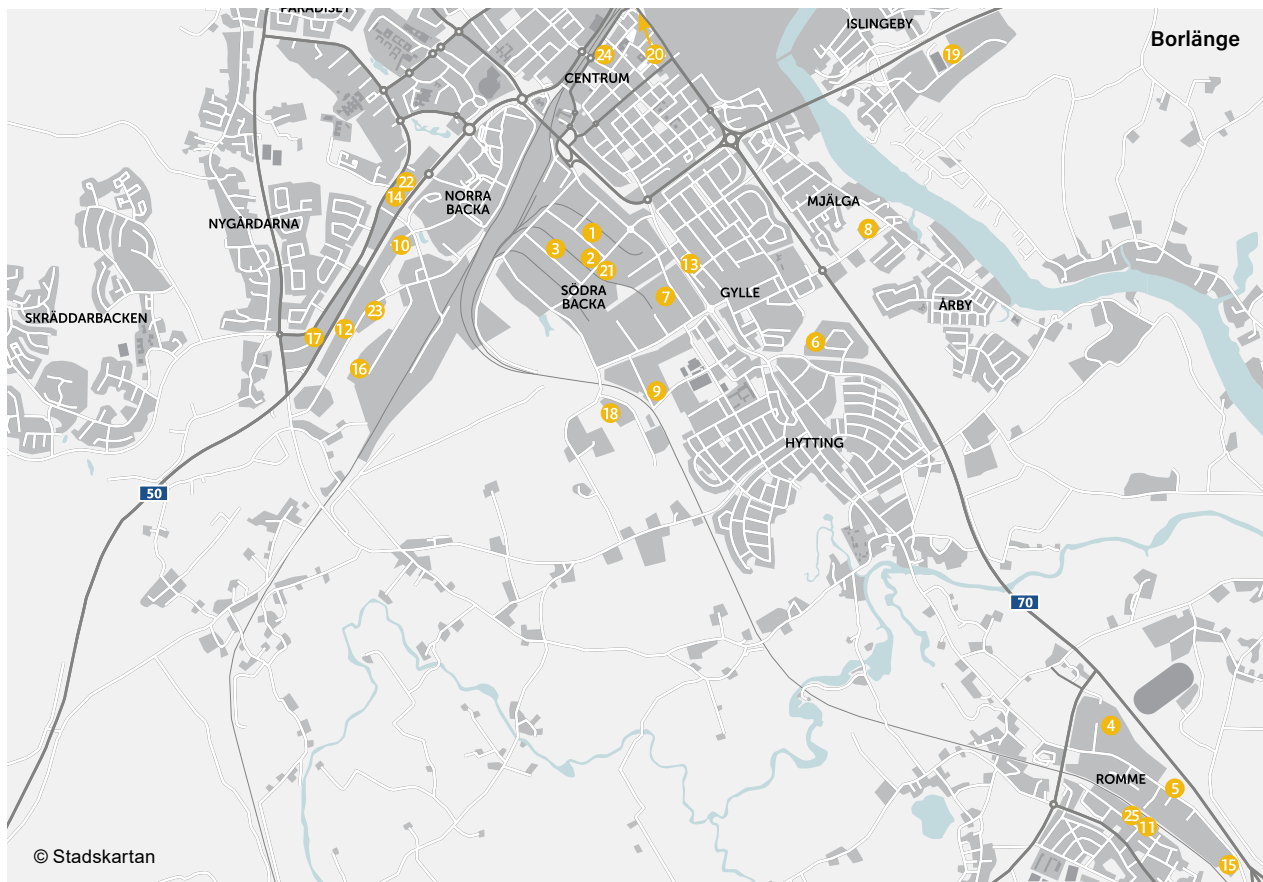 PARADISET
ISLINGEBY
Borlänge
24
20
19
CENTRUM
22
14
NORRA
BACKA
MJÄLGA
NYGÅRDARNA
8
1
10
3
2
13
21
SÖDRA
BACKA
GYLLE
7
ÅRBY
23
SKRÄDDARBACKEN
12
17
6
16
9
18
HYTTING
50
70
4
ROMME
5
25
11
15
© Stadskartan